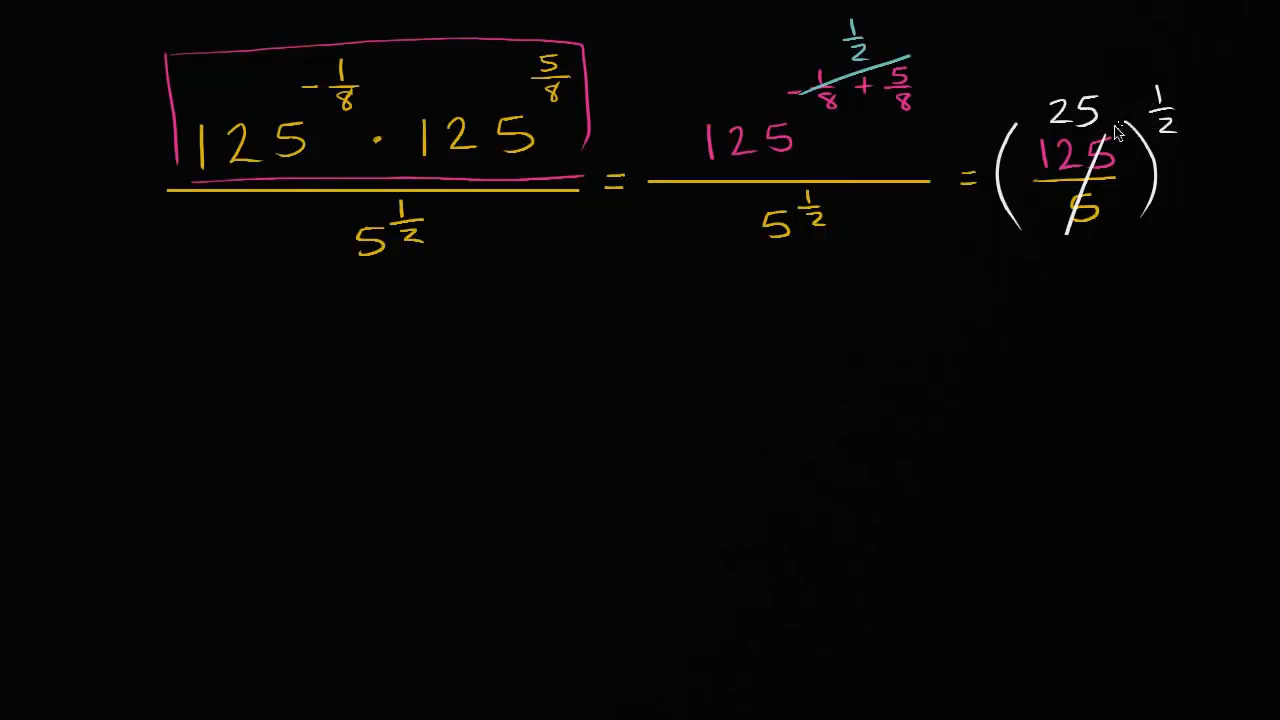 125^(-1/8) · 125^(5/8) / 5^(1/2) = 125^(-1/8 + 5/8) 1/2 / 5^(1/2) = (125/5 25)^(1/2)